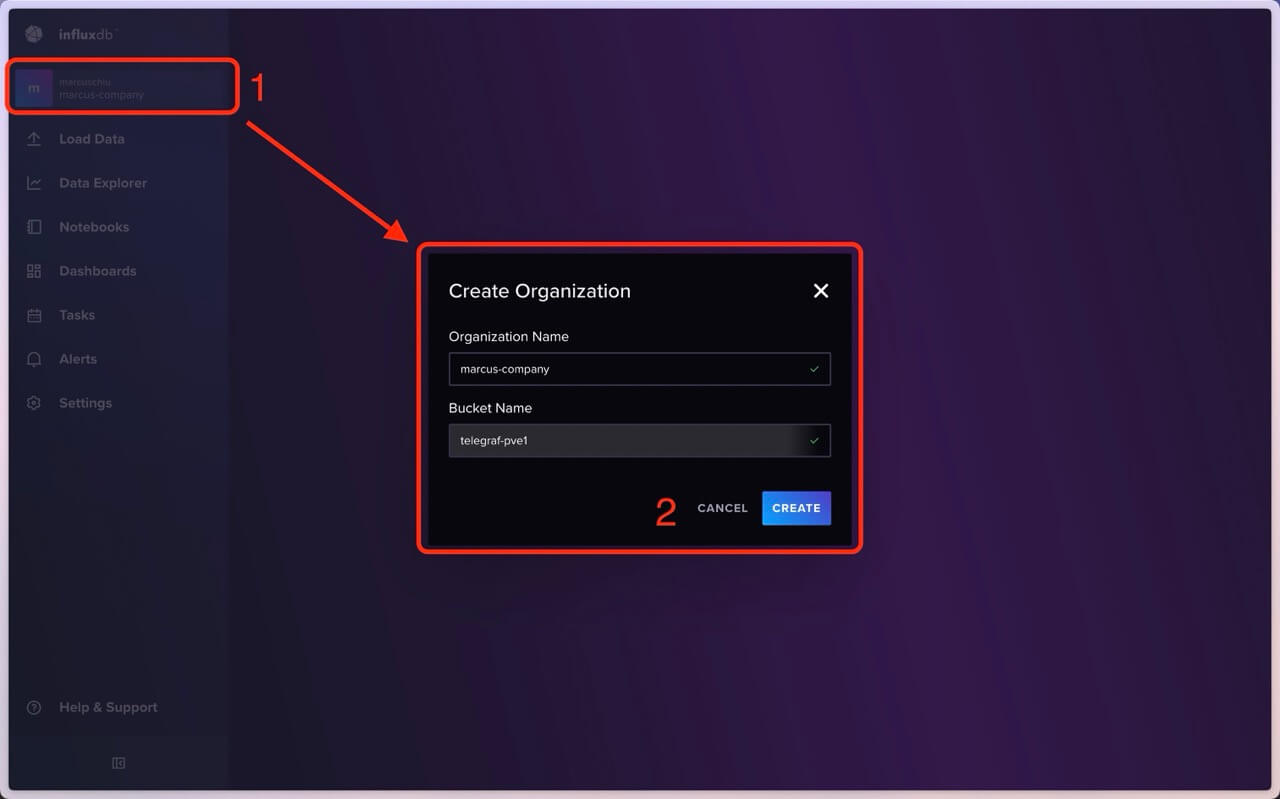 influxdb™
m
marcuschiu
marcus-company
1
Load Data
Data Explorer
Notebooks
Dashboards
Tasks
Alerts
Settings
Create Organization
Organization Name
marcus-company
Bucket Name
telegraf-pve1
2
CANCEL
CREATE
Help & Support